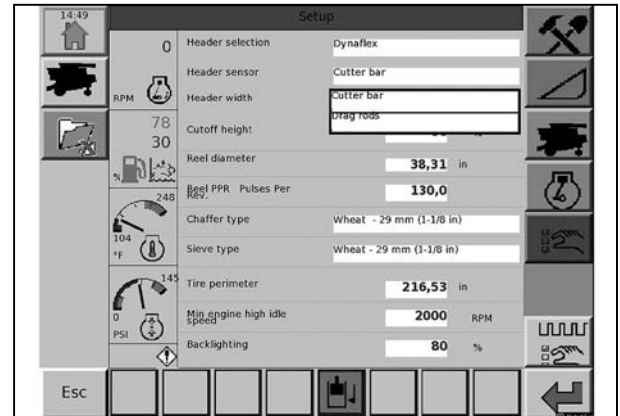 14:49
Setup
0
RPM
Header selection
Dynaflex
Header sensor
Cutter bar
Header width
Cutter bar
Drag rods
78
30
%
Cutoff height
%
Reel diameter
38,31 in
Reel PPR Pulses Per Rev.
130,0
248
104
°F
Chaffer type
Wheat - 29 mm (1-1/8 in)
Sieve type
Wheat - 29 mm (1-1/8 in)
145
0
PSI
Tire perimeter
216,53 in
Min engine high idle speed
2000 RPM
Backlighting
80 %
Esc